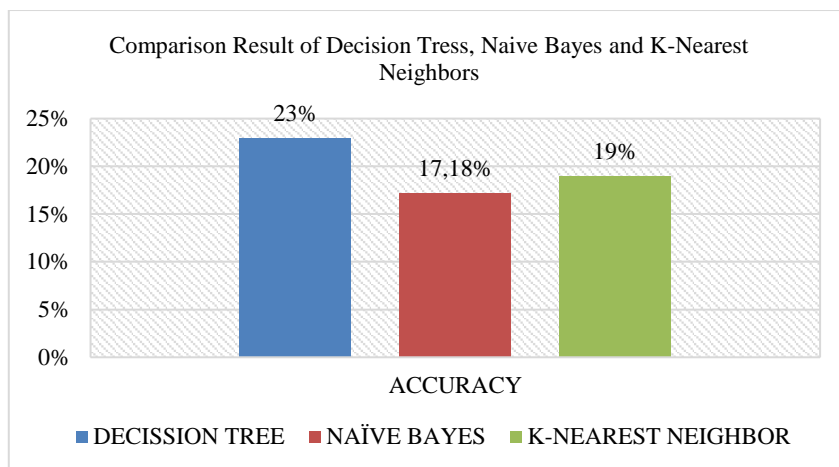 Comparison Result of Decision Tress, Naive Bayes and K-Nearest
Neighbors
25%
20%
15%
10%
5%
0%
23%
17,18%
19%
ACCURACY
DECISSION TREE
NAÏVE BAYES
K-NEAREST NEIGHBOR